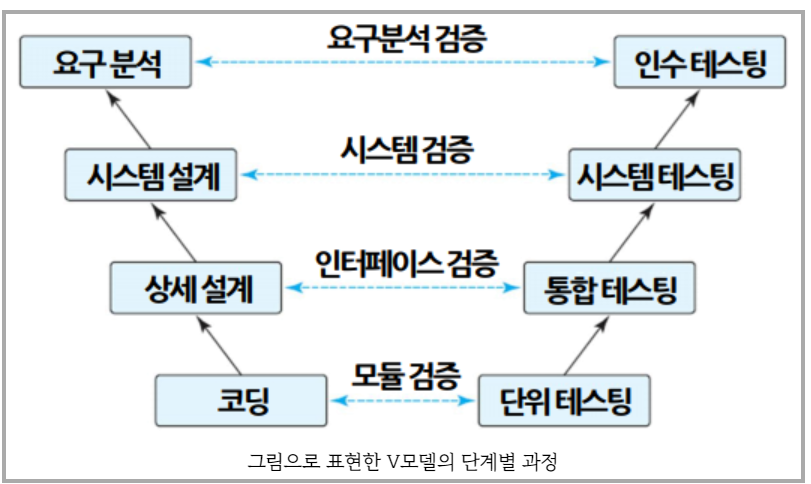 요구분석 검증
요구 분석
인수 테스팅
시스템 검증
시스템 설계
시스템 테스팅
인터페이스 검증
상세 설계
통합 테스팅
모듈 검증
코딩
단위 테스팅
그림으로 표현한 V모델의 단계별 과정